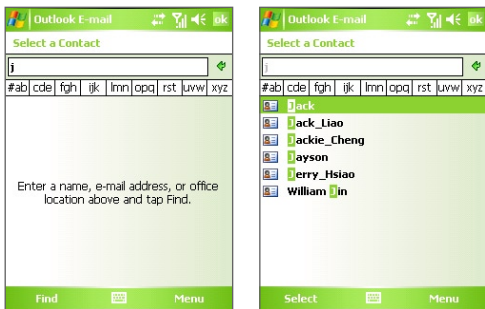 Outlook E-mail
ok
Select a Contact
j
#ab cde fgh ijk lmn opq rst uvw xyz
Enter a name, e-mail address, or office
location above and tap Find.
Find Menu
Outlook E-mail
ok
Select a Contact
j
#ab cde fgh ijk lmn opq rst uvw xyz
Jack
Jack_Liao
Jackie_Cheng
Jayson
Jerry_Hsiao
William Jin
Select Menu